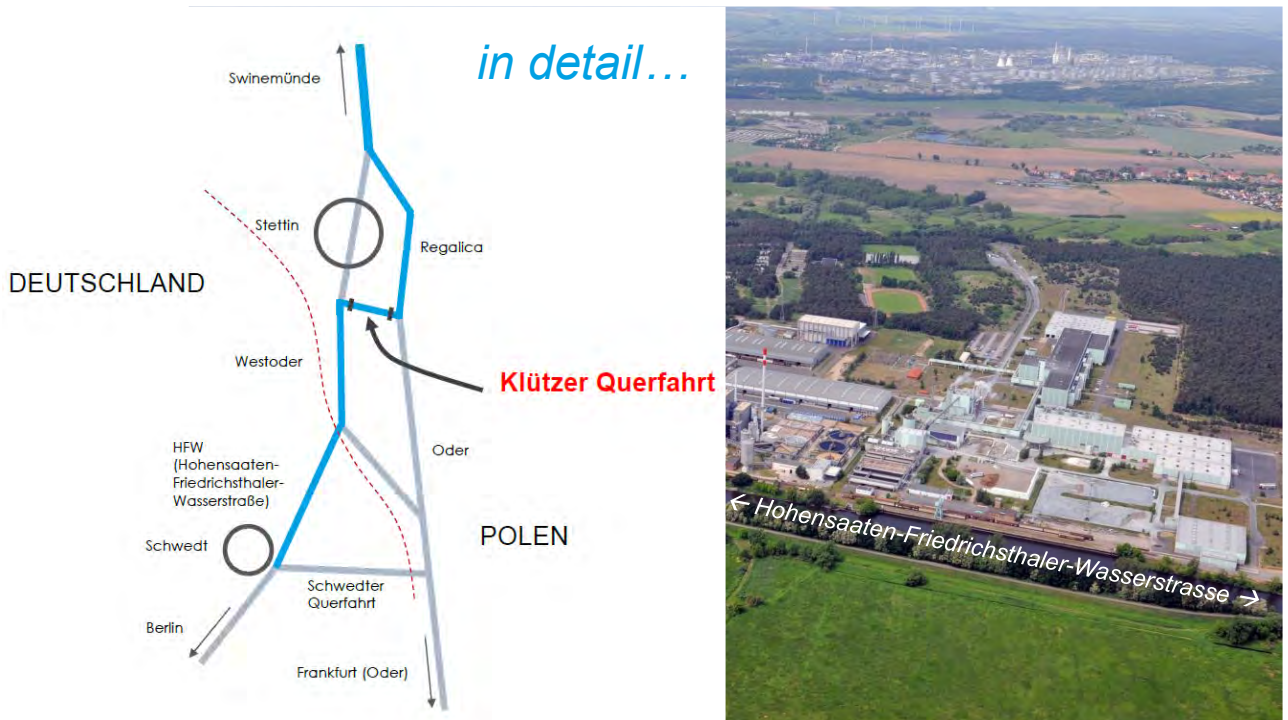 in detail…
Swinemünde
Stettin
Regalica
DEUTSCHLAND
Westoder
Klützer Querfahrt
HFW
(Hohensaaten-
Friedrichsthaler-
Wasserstraße)
Oder
POLEN
Schwedt
Schwedter
Querfahrt
Berlin
Frankfurt (Oder)
← Hohensaaten-Friedrichsthaler-Wasserstrasse →